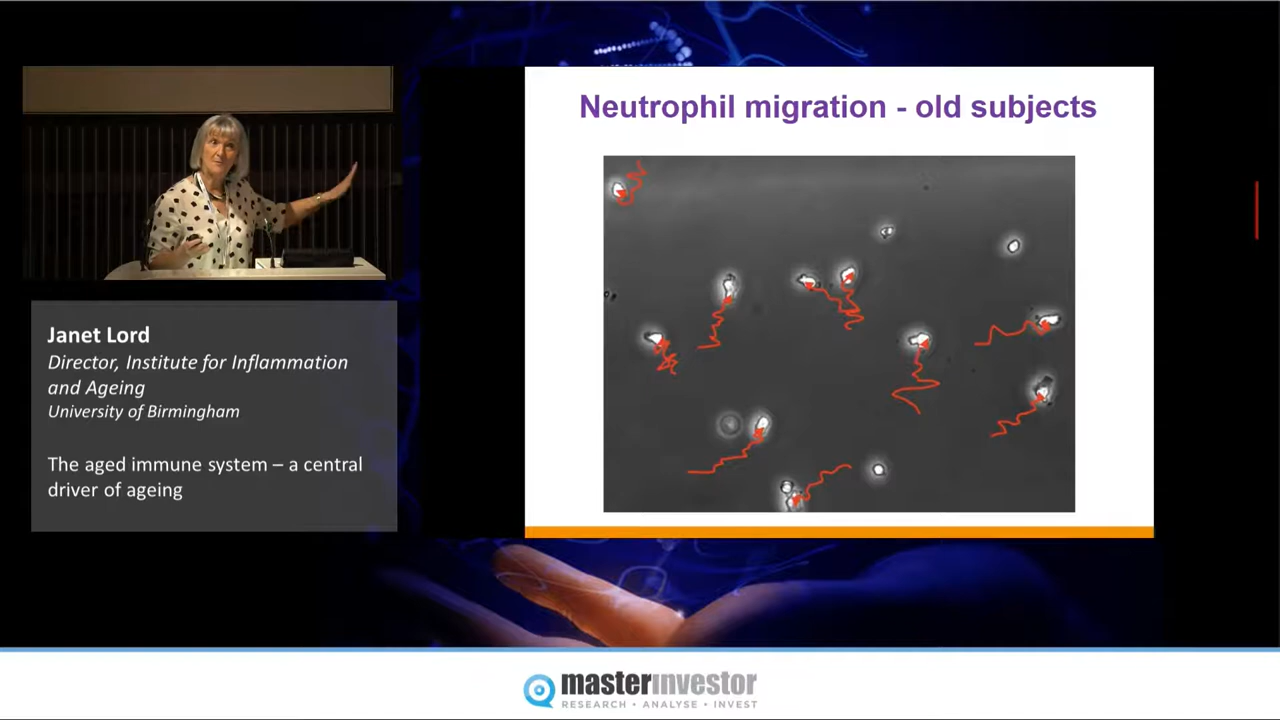 Neutrophil migration - old subjects
Janet Lord
Director, Institute for Inflammation
and Ageing
University of Birmingham
The aged immune system – a central
driver of ageing
masterinvestor
RESEARCH • ANALYSE • INVEST